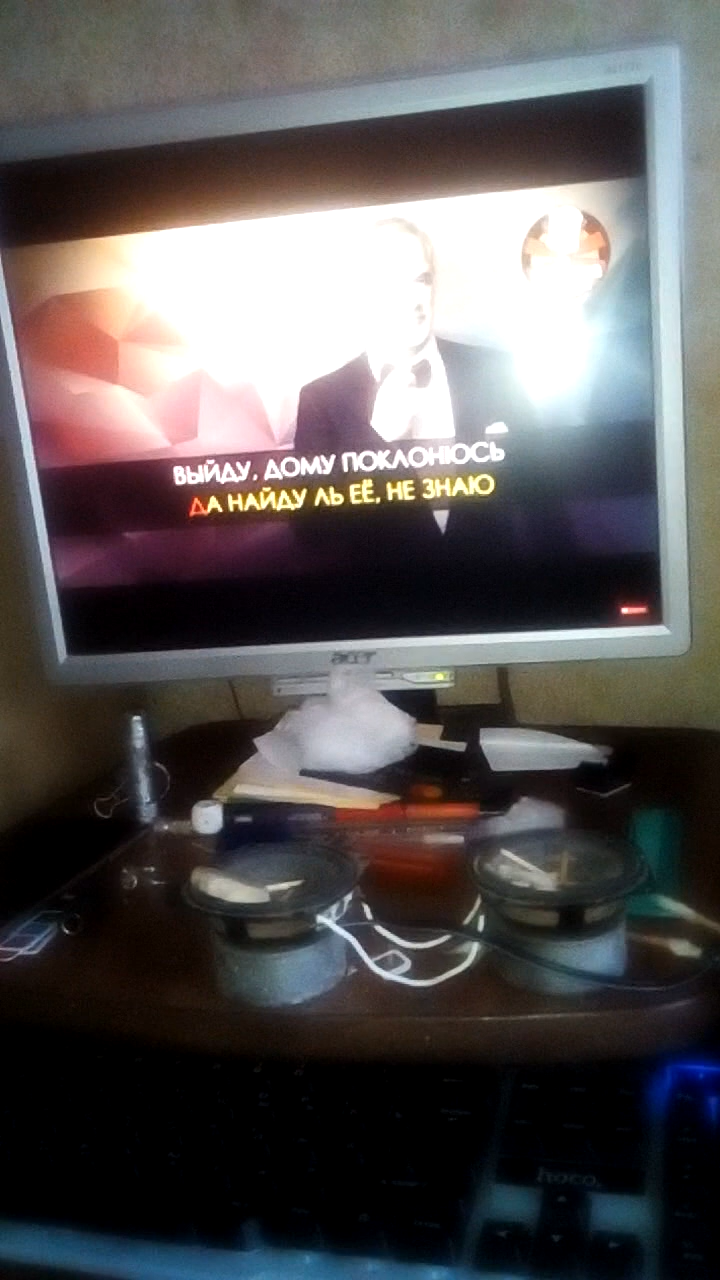 ВЫЙДУ, ДОМУ ПОКЛОНЮСЬ
ДА НАЙДУ ЛЬ ЕЁ, НЕ ЗНАЮ
acer
hoco.